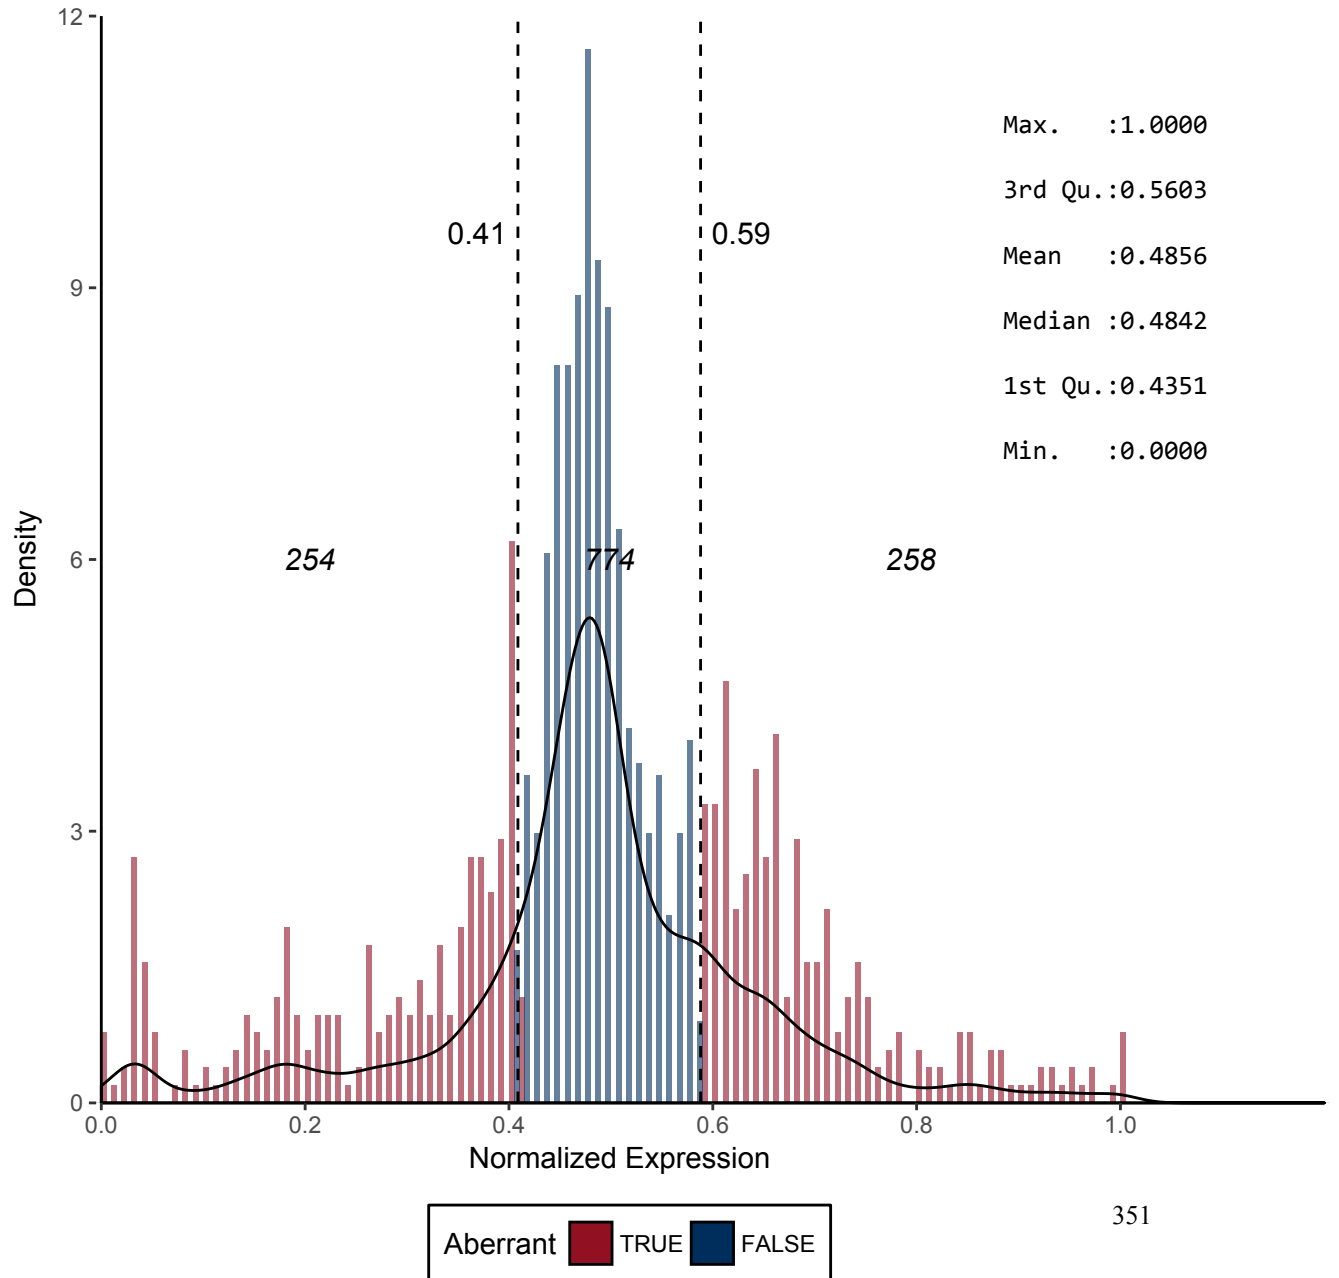 12
Max. :1.0000
3rd Qu.:0.5603
0.41
0.59
Mean :0.4856
9
Median :0.4842
1st Qu.:0.4351
Min. :0.0000
Density
6
254
774
258
3
0
0.0 0.2 0.4 0.6 0.8 1.0
Normalized Expression
351
Aberrant TRUE FALSE